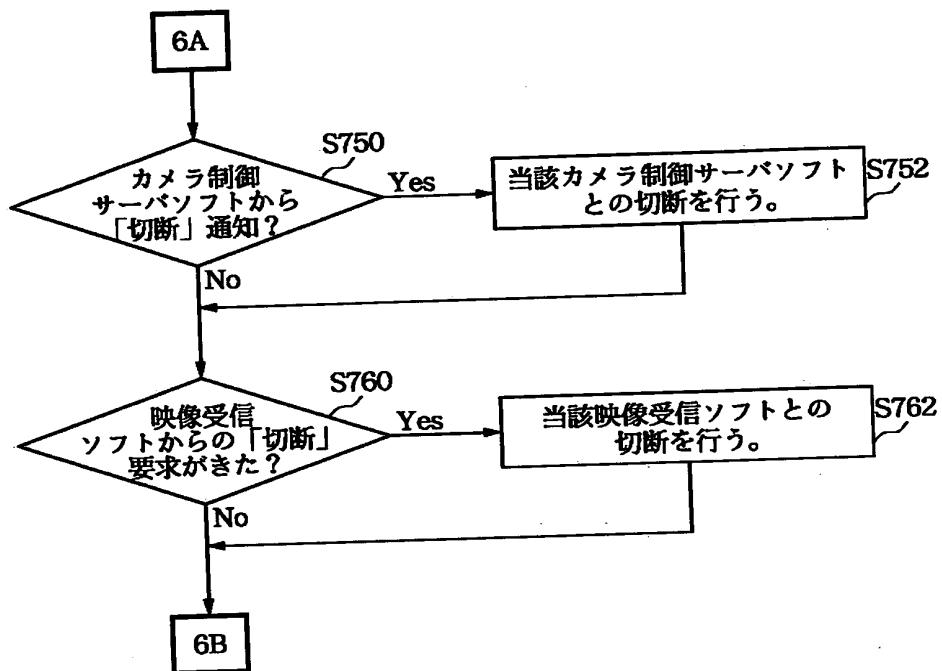 6A
S750
カメラ制御
サーバソフトから
「切断」通知？
Yes
当該カメラ制御サーバソフト
との切断を行う。
S752
No
S760
映像受信
ソフトからの「切断」
要求がきた？
Yes
当該映像受信ソフトとの
切断を行う。
S762
No
6B